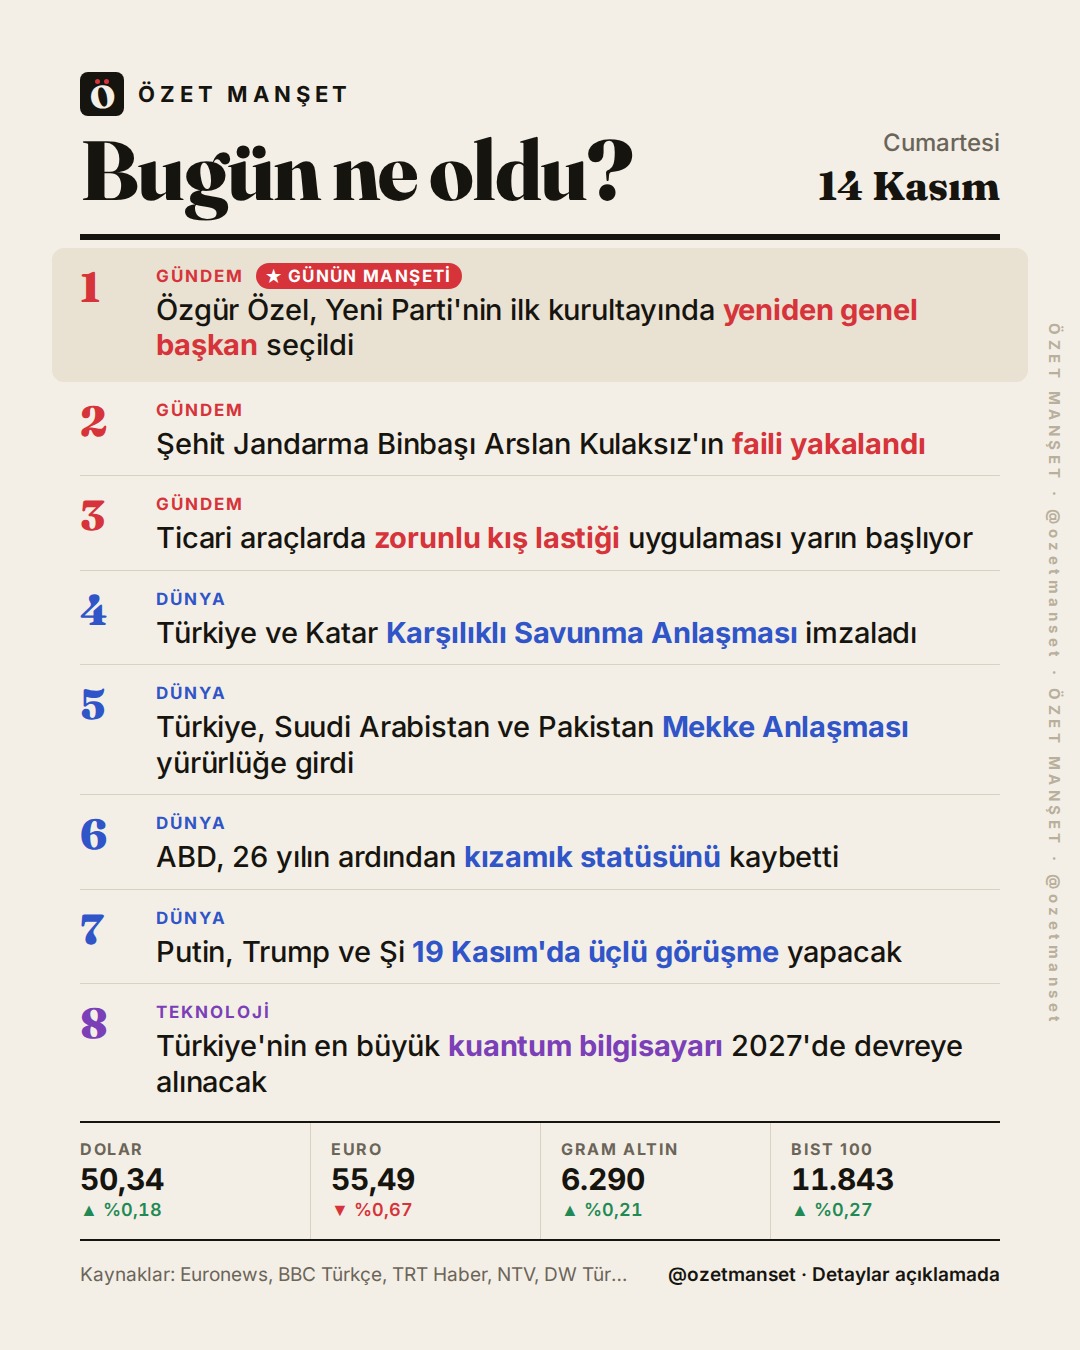 ö ÖZET MANŞET
Bugün ne oldu?
Cumartesi
14 Kasım
1
GÜNDEM ★ GÜNÜN MANŞETİ
Özgür Özel, Yeni Parti'nin ilk kurultayında yeniden genel
başkan seçildi
2
GÜNDEM
Şehit Jandarma Binbaşı Arslan Kulaksız'ın faili yakalandı
3
GÜNDEM
Ticari araçlarda zorunlu kış lastiği uygulaması yarın başlıyor
4
DÜNYA
Türkiye ve Katar Karşılıklı Savunma Anlaşması imzaladı
5
DÜNYA
Türkiye, Suudi Arabistan ve Pakistan Mekke Anlaşması
yürürlüğe girdi
6
DÜNYA
ABD, 26 yılın ardından kızamık statüsünü kaybetti
7
DÜNYA
Putin, Trump ve Şi 19 Kasım'da üçlü görüşme yapacak
8
TEKNOLOJİ
Türkiye'nin en büyük kuantum bilgisayarı 2027'de devreye
alınacak
DOLAR
50,34
▲ %0,18
EURO
55,49
▼ %0,67
GRAM ALTIN
6.290
▲ %0,21
BIST 100
11.843
▲ %0,27
Kaynaklar: Euronews, BBC Türkçe, TRT Haber, NTV, DW Tür...
@ozetmanset · Detaylar açıklamada
ÖZET MANŞET · @ozetmanset · ÖZET MANŞET · @ozetmanset